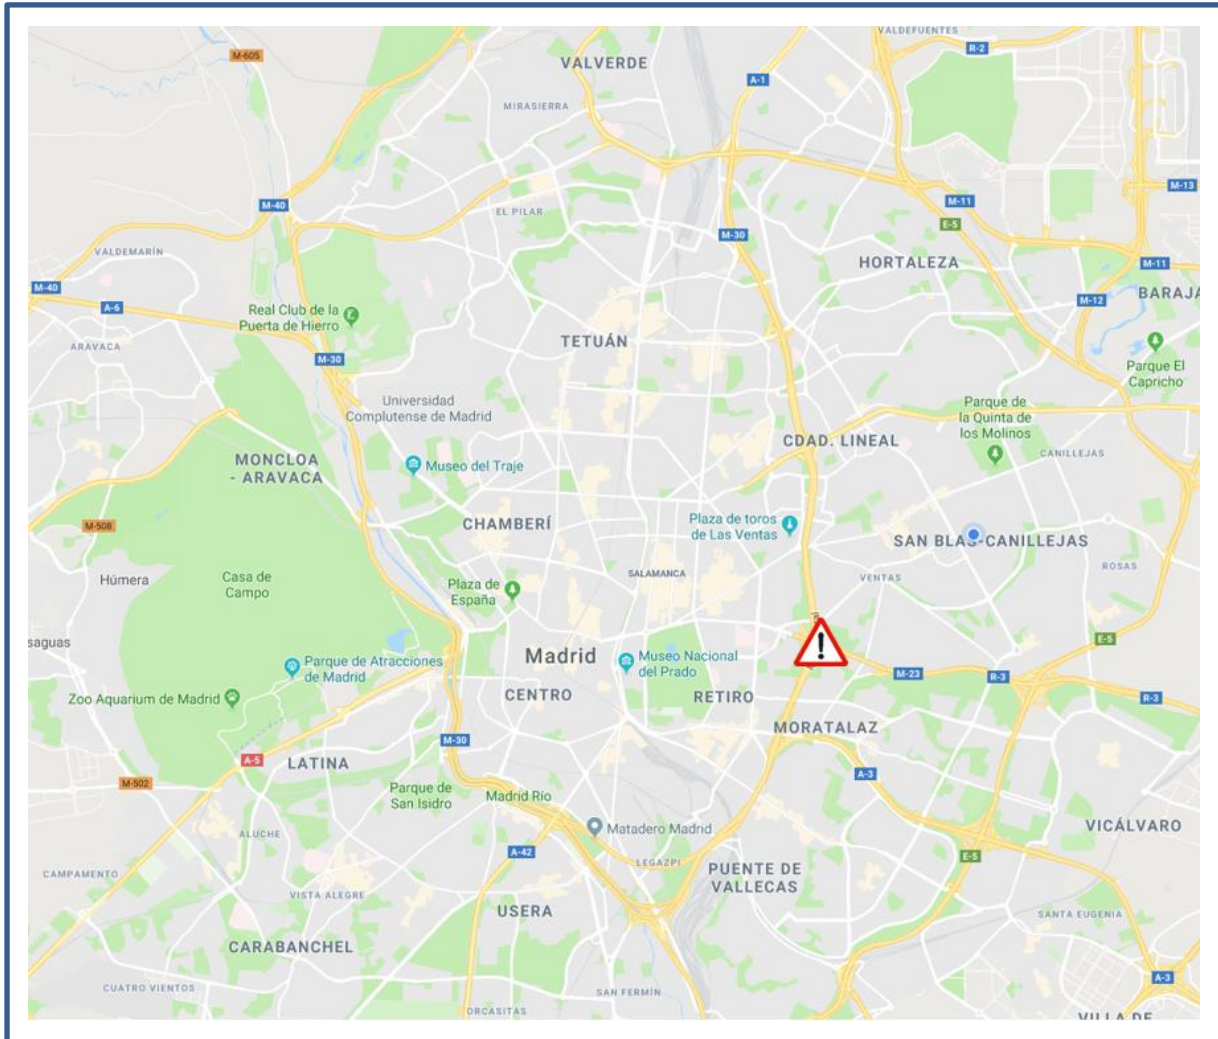 VALDEFUENTES
M-605
R-2
VALVERDE
A-1
MIRASIERRA
M-13
M-40
M-11
EL PILAR
E-5
M-30
VALDEMARÍN
HORTALEZA
M-11
M-40
M-12
BARAJA
A-6
Real Club de la
Puerta de Hierro
TETUÁN
ARAVACA
M-30
Parque El
Capricho
Universidad
Complutense de Madrid
Parque de
la Quinta de
los Molinos
CDAD. LINEAL
CANILLEJAS
MONCLOA
- ARAVACA
Museo del Traje
M-508
CHAMBERÍ
Plaza de toros
de Las Ventas
SAN BLAS-CANILLEJAS
Húmera
Casa de
Campo
SALAMANCA
VENTAS
ROSAS
Plaza de
España
saguas
E-5
Parque de Atracciones
de Madrid
Madrid
Museo Nacional
del Prado
!
M-23
R-3
R-3
Zoo Aquarium de Madrid
CENTRO
RETIRO
MORATALAZ
M-30
A-5
LATINA
A-3
M-502
Parque de
San Isidro
Madrid Río
Matadero Madrid
VICÁLVARO
ALUCHE
A-42
LEGAZPI
E-5
CAMPAMENTO
PUENTE DE
VALLECAS
VISTA ALEGRE
USERA
SANTA EUGENIA
CARABANCHEL
A-3
CUATRO VIENTOS
SAN FERMÍN
ORCASITAS
VILLA DE